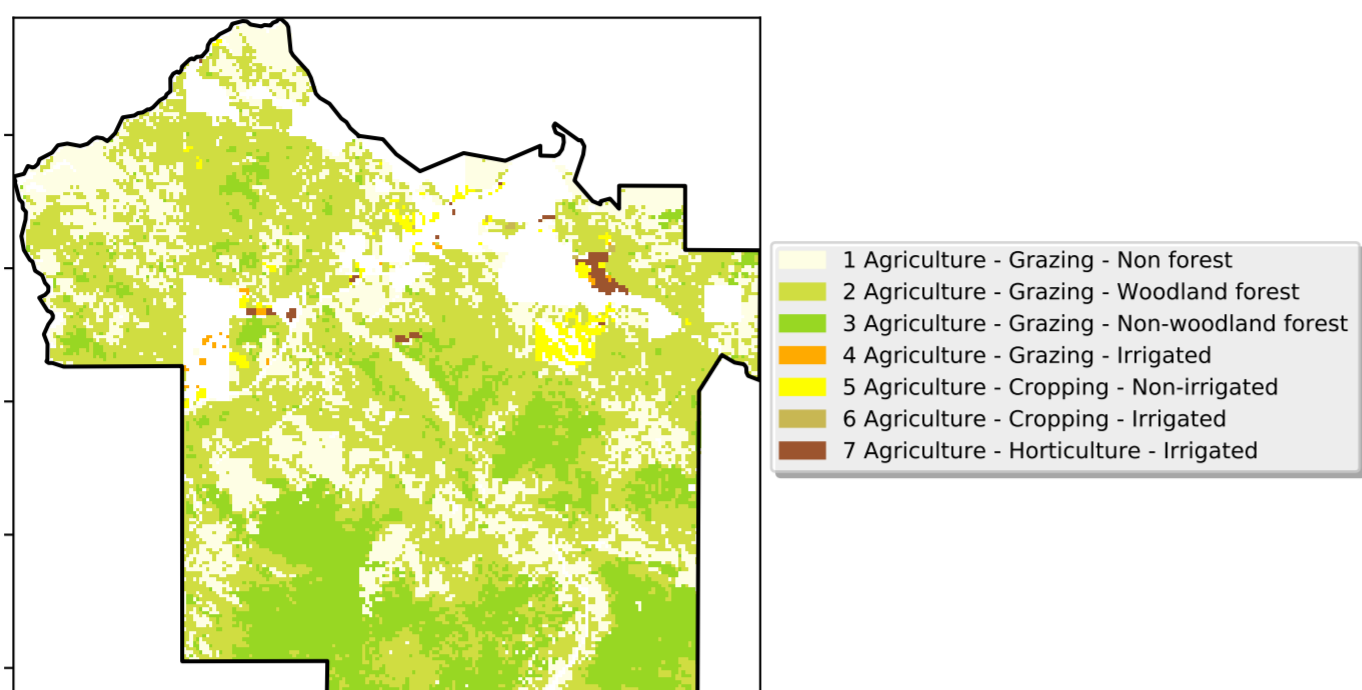 1 Agriculture - Grazing - Non forest
2 Agriculture - Grazing - Woodland forest
3 Agriculture - Grazing - Non-woodland forest
4 Agriculture - Grazing - Irrigated
5 Agriculture - Cropping - Non-irrigated
6 Agriculture - Cropping - Irrigated
7 Agriculture - Horticulture - Irrigated